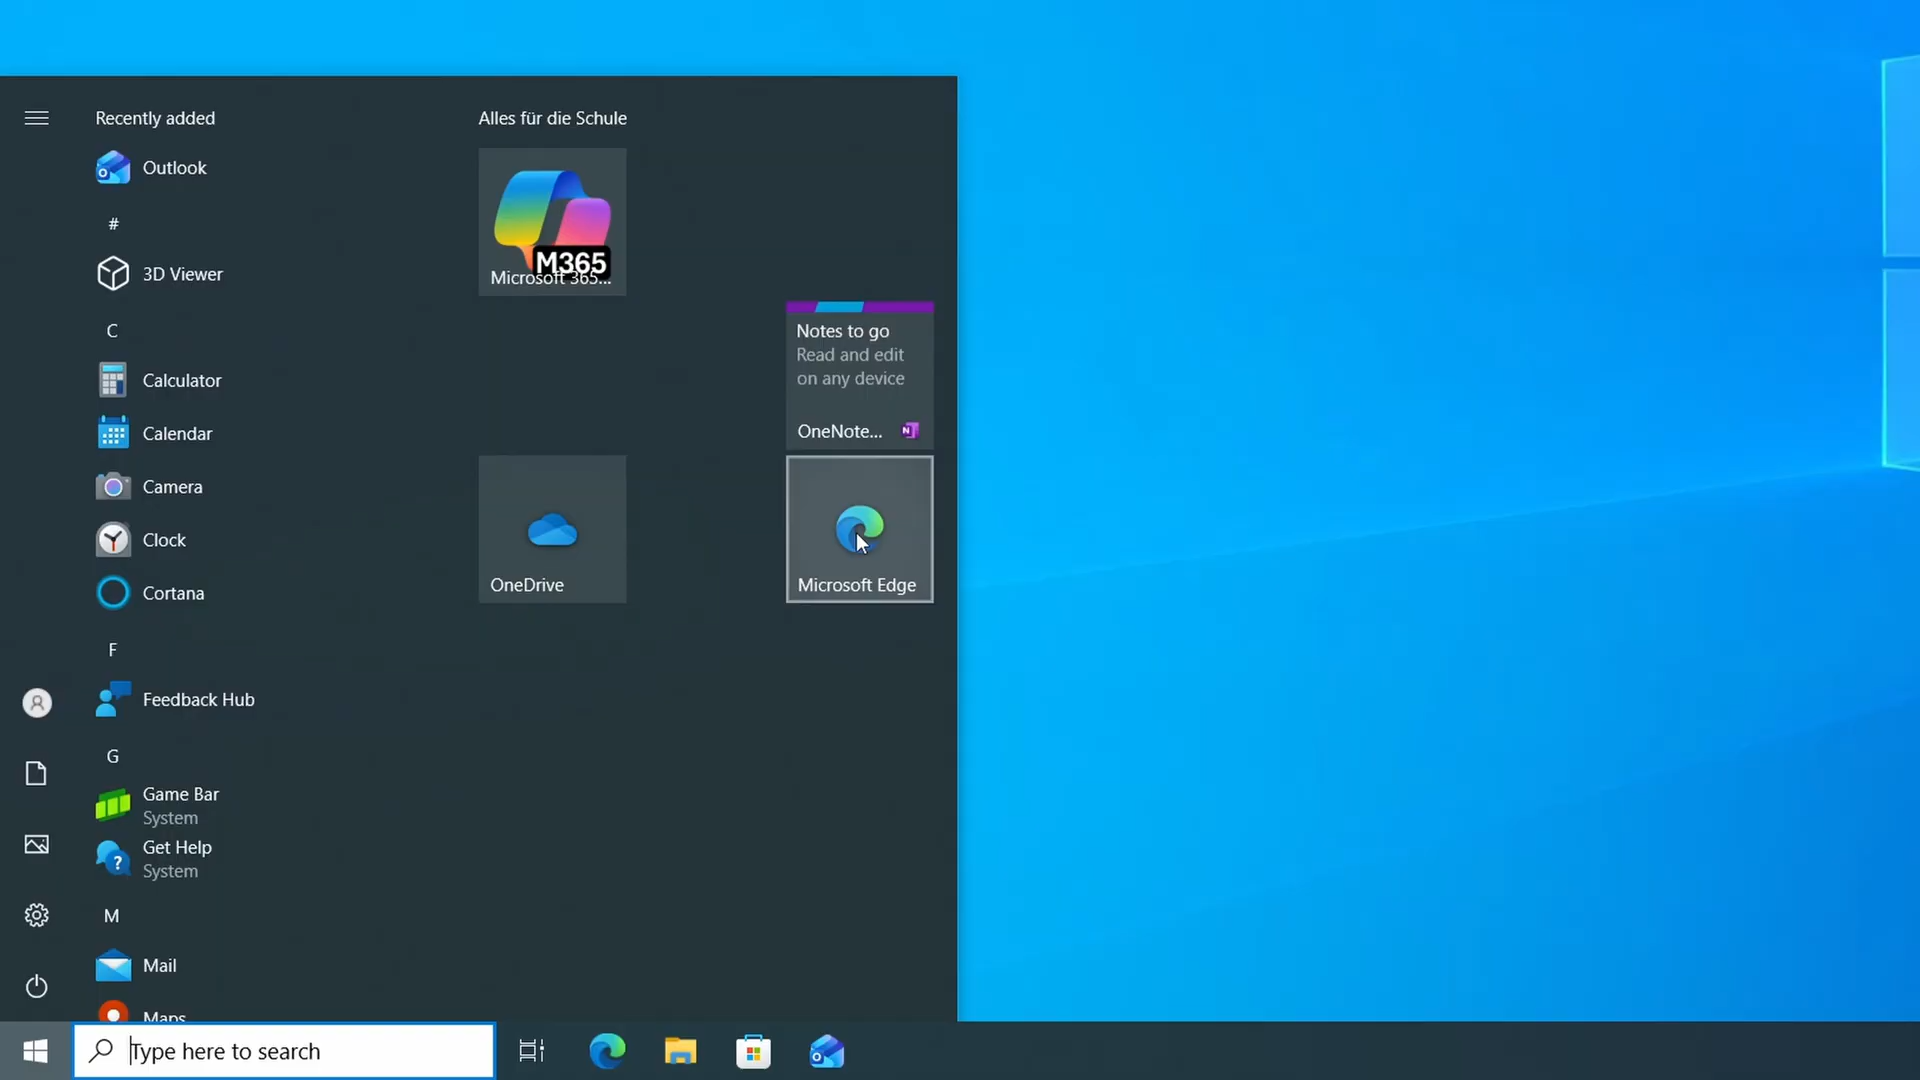 Recently added
Outlook
#
3D Viewer
C
Calculator
Calendar
Camera
Clock
Cortana
F
Feedback Hub
G
Game Bar
System
Get Help
System
M
Mail
Maps
Alles für die Schule
M365
Microsoft 365...
Notes to go
Read and edit
on any device
OneNote...
N
OneDrive
Microsoft Edge
Type here to search